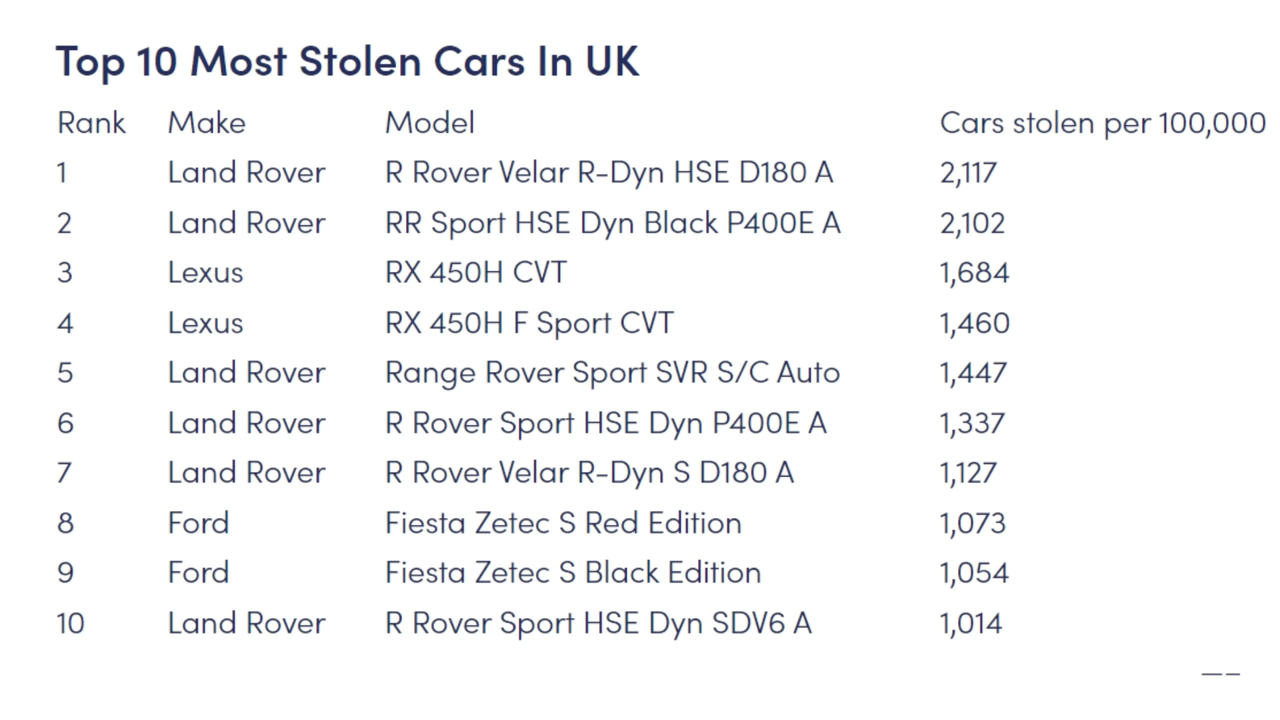 Top 10 Most Stolen Cars In UK
Rank Make Model Cars stolen per 100,000
1 Land Rover R Rover Velar R-Dyn HSE D180 A 2,117
2 Land Rover RR Sport HSE Dyn Black P400E A 2,102
3 Lexus RX 450H CVT 1,684
4 Lexus RX 450H F Sport CVT 1,460
5 Land Rover Range Rover Sport SVR S/C Auto 1,447
6 Land Rover R Rover Sport HSE Dyn P400E A 1,337
7 Land Rover R Rover Velar R-Dyn S D180 A 1,127
8 Ford Fiesta Zetec S Red Edition 1,073
9 Ford Fiesta Zetec S Black Edition 1,054
10 Land Rover R Rover Sport HSE Dyn SDV6 A 1,014